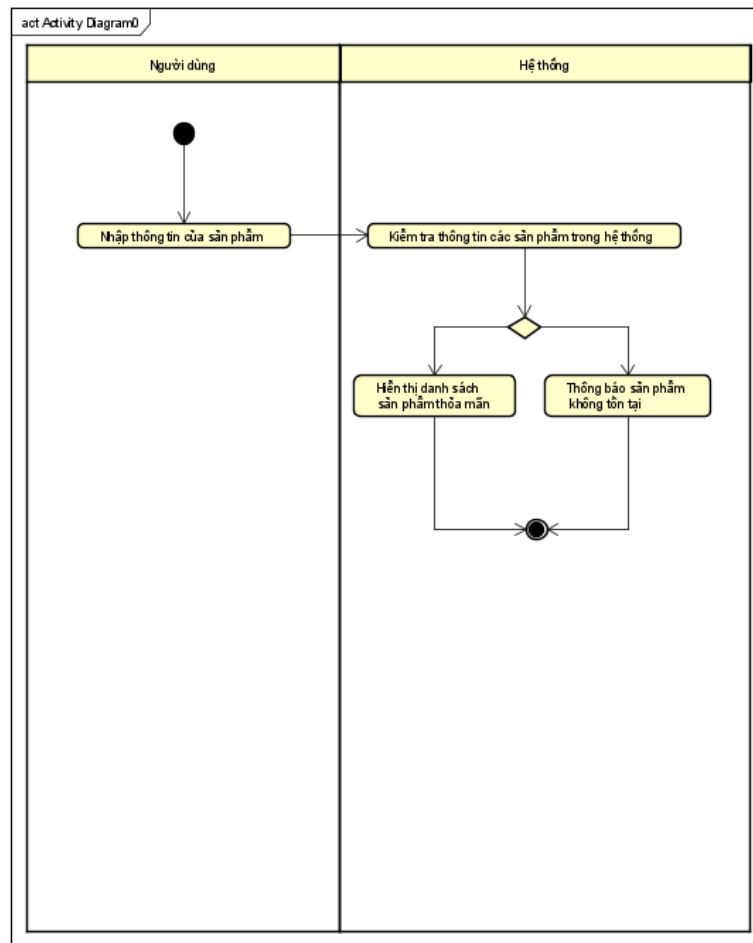 act Activity Diagram0
Người dùng
Hệ thống
Nhập thông tin của sản phẩm
Kiểm tra thông tin các sản phẩm trong hệ thống
Hiển thị danh sách
sản phẩm thỏa mãn
Thông báo sản phẩm
không tồn tại